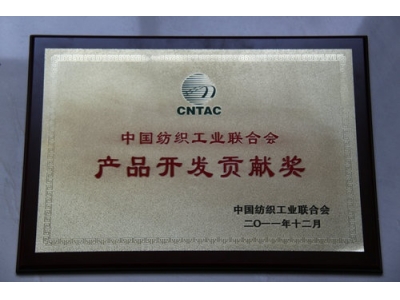 CNTAC
中国纺织工业联合会
产品开发贡献奖
中国纺织工业联合会
二〇一一年十二月